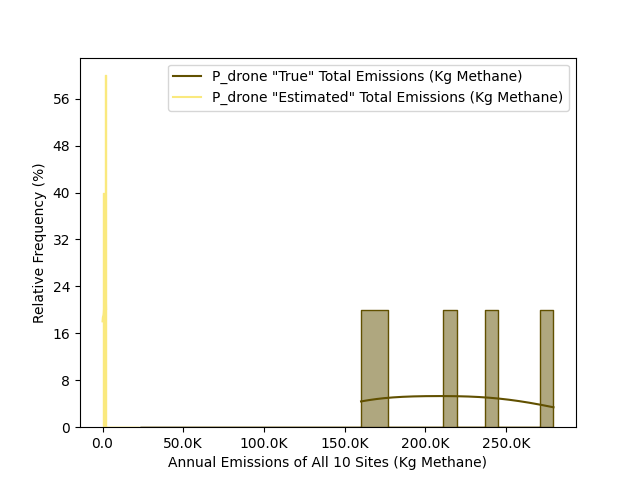 P_drone "True" Total Emissions (Kg Methane)
P_drone "Estimated" Total Emissions (Kg Methane)
56
48
40
32
24
16
8
0
Relative Frequency (%)
0.0 50.0K 100.0K 150.0K 200.0K 250.0K
Annual Emissions of All 10 Sites (Kg Methane)